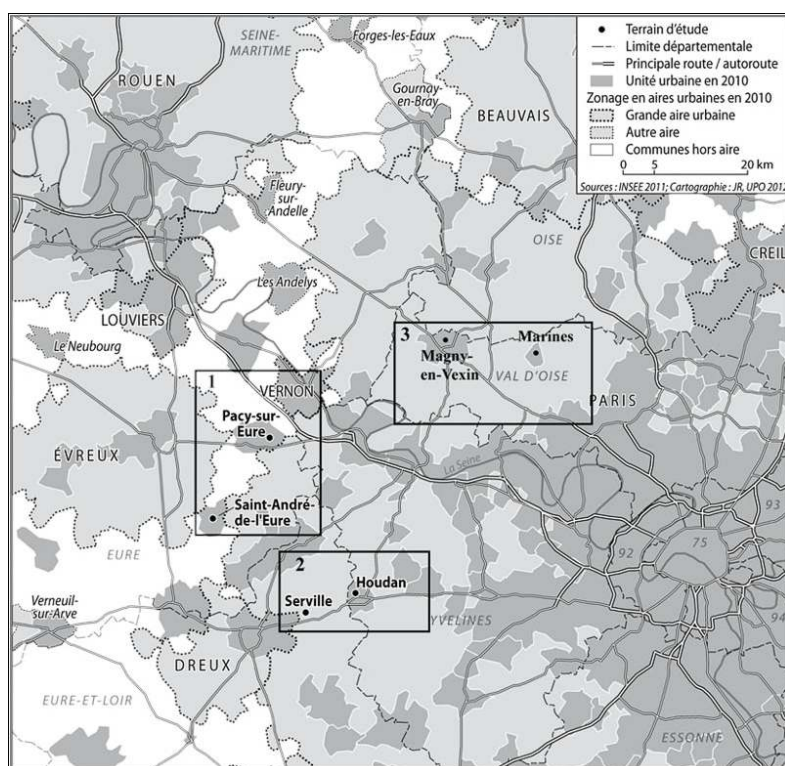 SEINE-
MARITIME
Forges-les-Eaux
ROUEN
Gournay-
en-Bray
BEAUVAIS
Terrain d'étude
Limite départementale
Principale route / autoroute
Unité urbaine en 2010
Zonage en aires urbaines en 2010
Grande aire urbaine
Autre aire
Communes hors aire
0 5 20 km
Sources : INSEE 2011; Cartographie : JR, UPO 2012
Fleury-
sur-
Andelle
OISE
CREIL
Les Andelys
LOUVIERS
Le Neubourg
3
Marines
Magny-
en-Vexin
VAL D'OISE
1
VERNON
PARIS
Pacy-sur-
Eure
ÉVREUX
La Seine
Saint-André-
de-l'Eure
93
92
75
EURE
2
Houdan
94
Verneuil-
sur-Arve
Serville
YVELINES
DREUX
EURE-ET-LOIR
ESSONNE